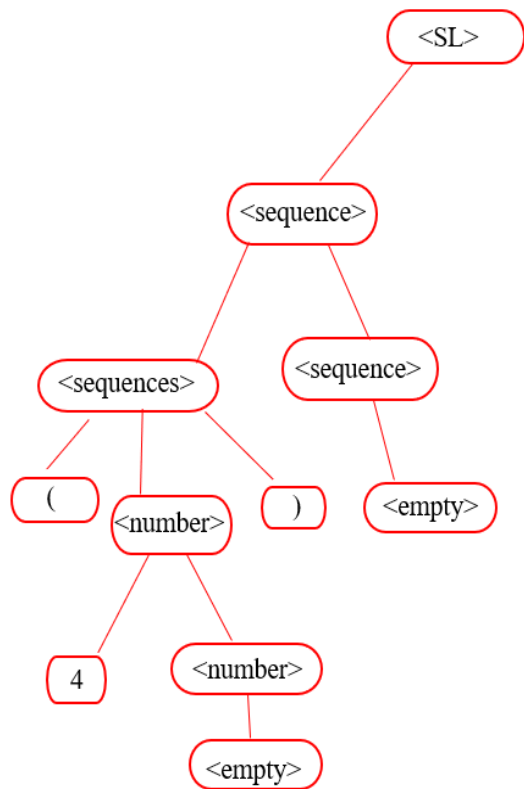 <SL>
<sequence>
<sequences>
<sequence>
(
<number>
)
<empty>
4
<number>
<empty>